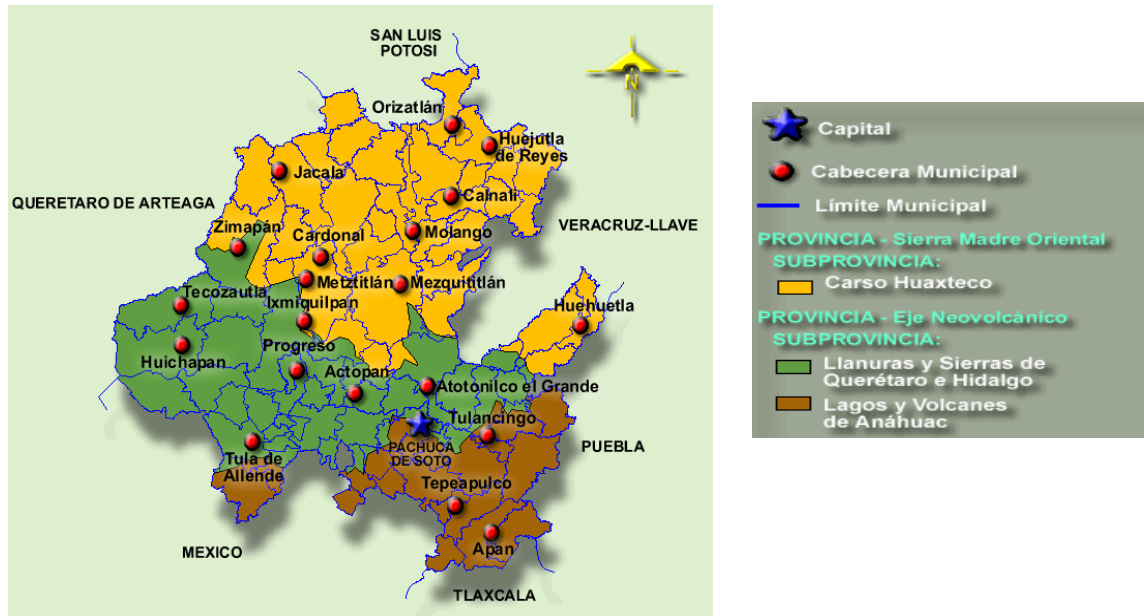 SAN LUIS
POTOSI
N
Orizatlán
Huejutla
de Reyes
Jacala
Calnali
QUERETARO DE ARTEAGA
VERACRUZ-LLAVE
Zimapán
Cardonal
Molango
Metztitlán
Mezquititlán
Tecozautla
Ixmiquilpan
Huehuetla
Progreso
Huichapan
Actopan
Atotonilco el Grande
Tulancingo
PACHUCA
DE SOTO
PUEBLA
Tula de
Allende
Tepeapulco
MEXICO
Apan
TLAXCALA
Capital
Cabecera Municipal
Límite Municipal
PROVINCIA - Sierra Madre Oriental
SUBPROVINCIA:
Carso Huaxteco
PROVINCIA - Eje Neovolcánico
SUBPROVINCIA:
Llanuras y Sierras de
Querétaro e Hidalgo
Lagos y Volcanes
de Anáhuac